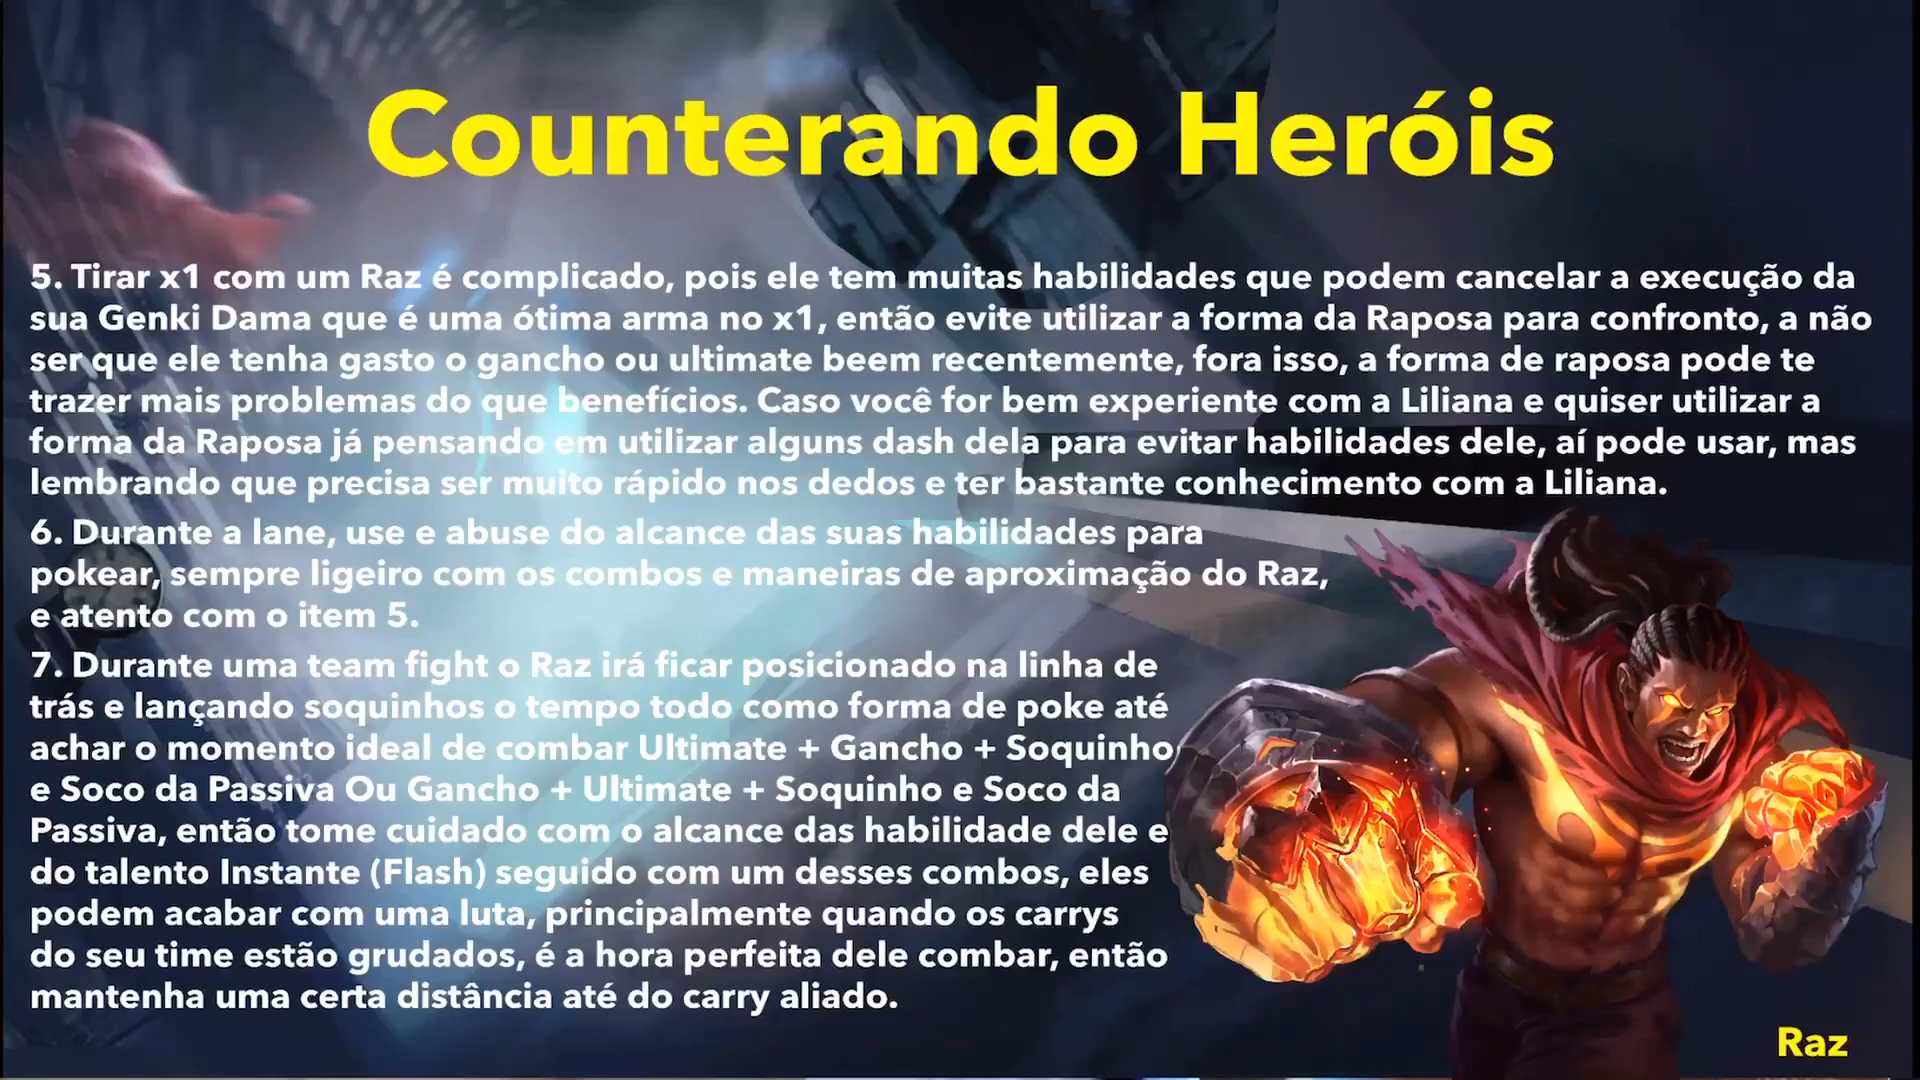 Counterando Heróis
5. Tirar x1 com um Raz é complicado, pois ele tem muitas habilidades que podem cancelar a execução da
sua Genki Dama que é uma ótima arma no x1, então evite utilizar a forma da Raposa para confronto, a não
ser que ele tenha gasto o gancho ou ultimate beem recentemente, fora isso, a forma de raposa pode te
trazer mais problemas do que benefícios. Caso você for bem experiente com a Liliana e quiser utilizar a
forma da Raposa já pensando em utilizar alguns dash dela para evitar habilidades dele, aí pode usar, mas
lembrando que precisa ser muito rápido nos dedos e ter bastante conhecimento com a Liliana.
6. Durante a lane, use e abuse do alcance das suas habilidades para
pokear, sempre ligeiro com os combos e maneiras de aproximação do Raz,
e atento com o item 5.
7. Durante uma team fight o Raz irá ficar posicionado na linha de
trás e lançando soquinhos o tempo todo como forma de poke até
achar o momento ideal de combar Ultimate + Gancho + Soquinho
e Soco da Passiva Ou Gancho + Ultimate + Soquinho e Soco da
Passiva, então tome cuidado com o alcance das habilidade dele e
do talento Instante (Flash) seguido com um desses combos, eles
podem acabar com uma luta, principalmente quando os carrys
do seu time estão grudados, é a hora perfeita dele combar, então
mantenha uma certa distância até do carry aliado.
Raz